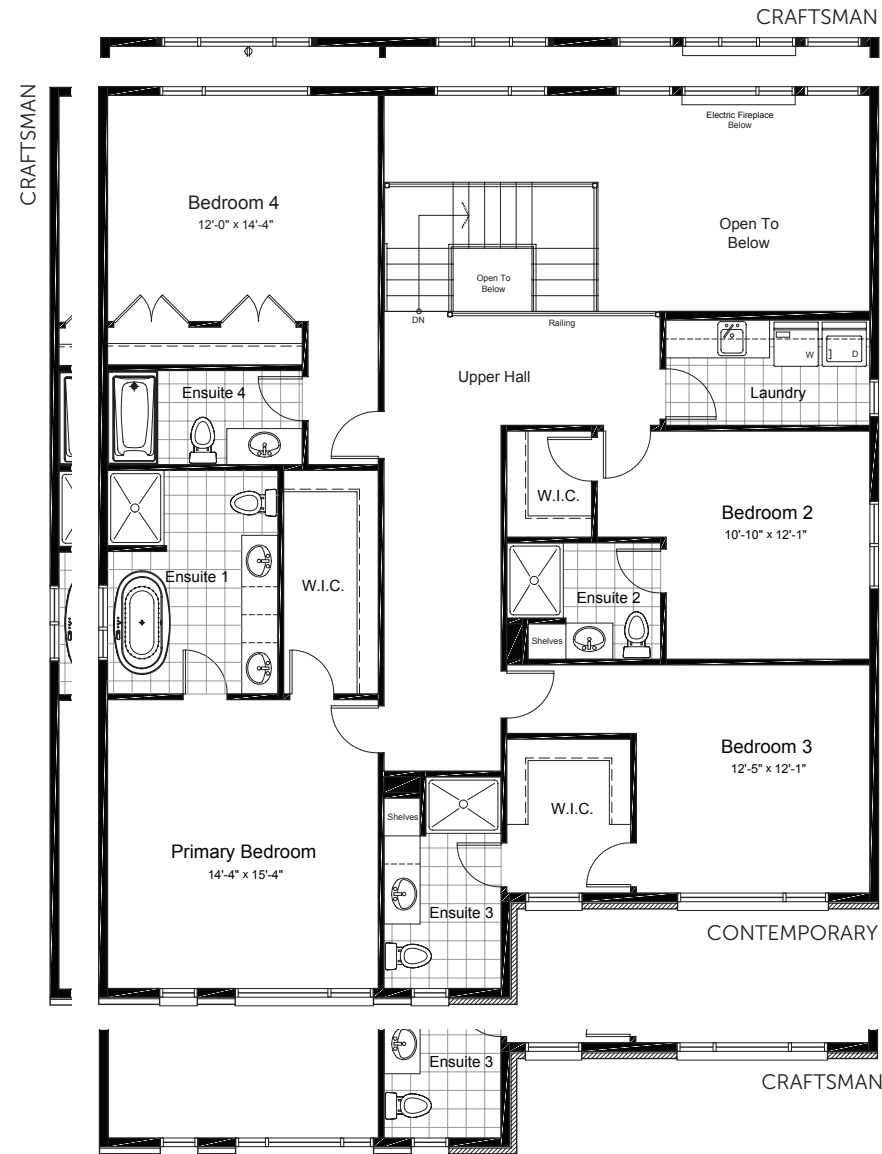 CRAFTSMAN
CRAFTSMAN
Electric Fireplace
Below
Bedroom 4
12'-0" x 14'-4"
Open To
Below
Open To
Below
DN
Railing
W
D
Upper Hall
Laundry
Ensuite 4
W.I.C.
Bedroom 2
10'-10" x 12'-1"
Ensuite 1
W.I.C.
Ensuite 2
Shelves
Bedroom 3
12'-5" x 12'-1"
W.I.C.
Shelves
Primary Bedroom
14'-4" x 15'-4"
Ensuite 3
CONTEMPORARY
Ensuite 3
CRAFTSMAN